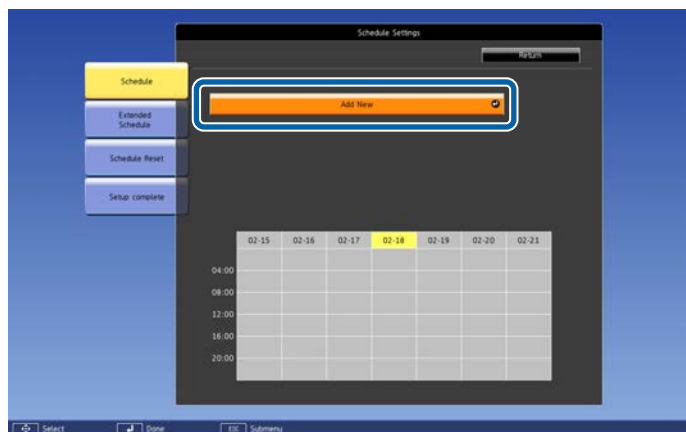 Schedule Settings
Return
Schedule
Add New
Extended
Schedule
Schedule Reset
Setup complete
02-15 02-16 02-17 02-18 02-19 02-20 02-21
04:00
08:00
12:00
16:00
20:00
Select Done ESC Submenu